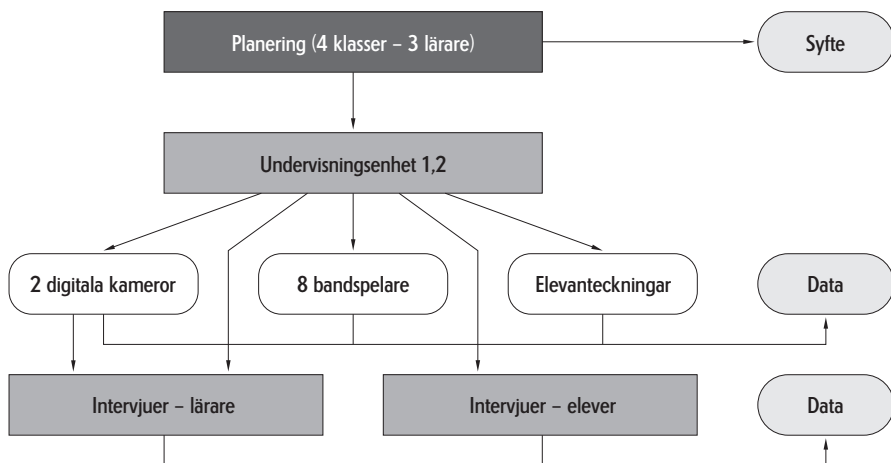 Planering (4 klasser – 3 lärare)
Syfte
Undervisningsenhet 1,2
2 digitala kameror
8 bandspelare
Elevanteckningar
Data
Intervjuer – lärare
Intervjuer – elever
Data